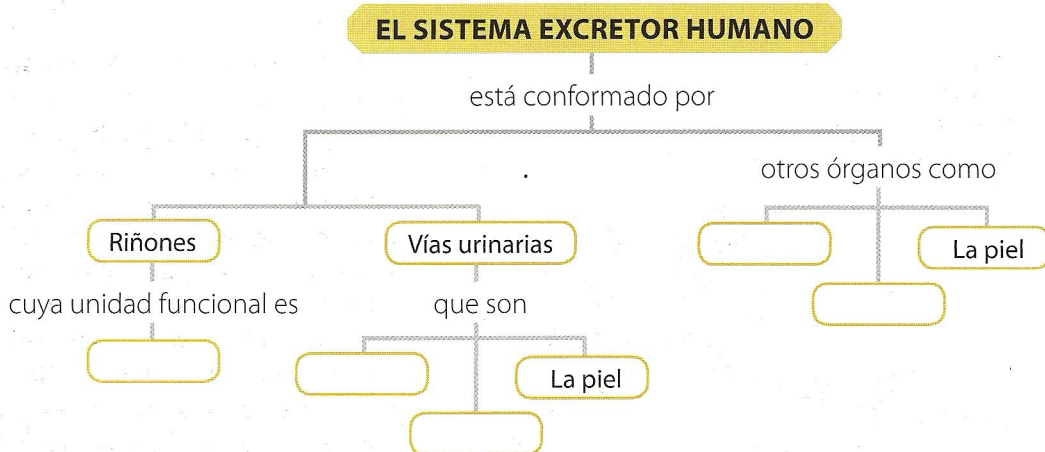 EL SISTEMA EXCRETOR HUMANO
está conformado por
otros órganos como
Riñones
Vías urinarias
La piel
cuya unidad funcional es
que son
La piel